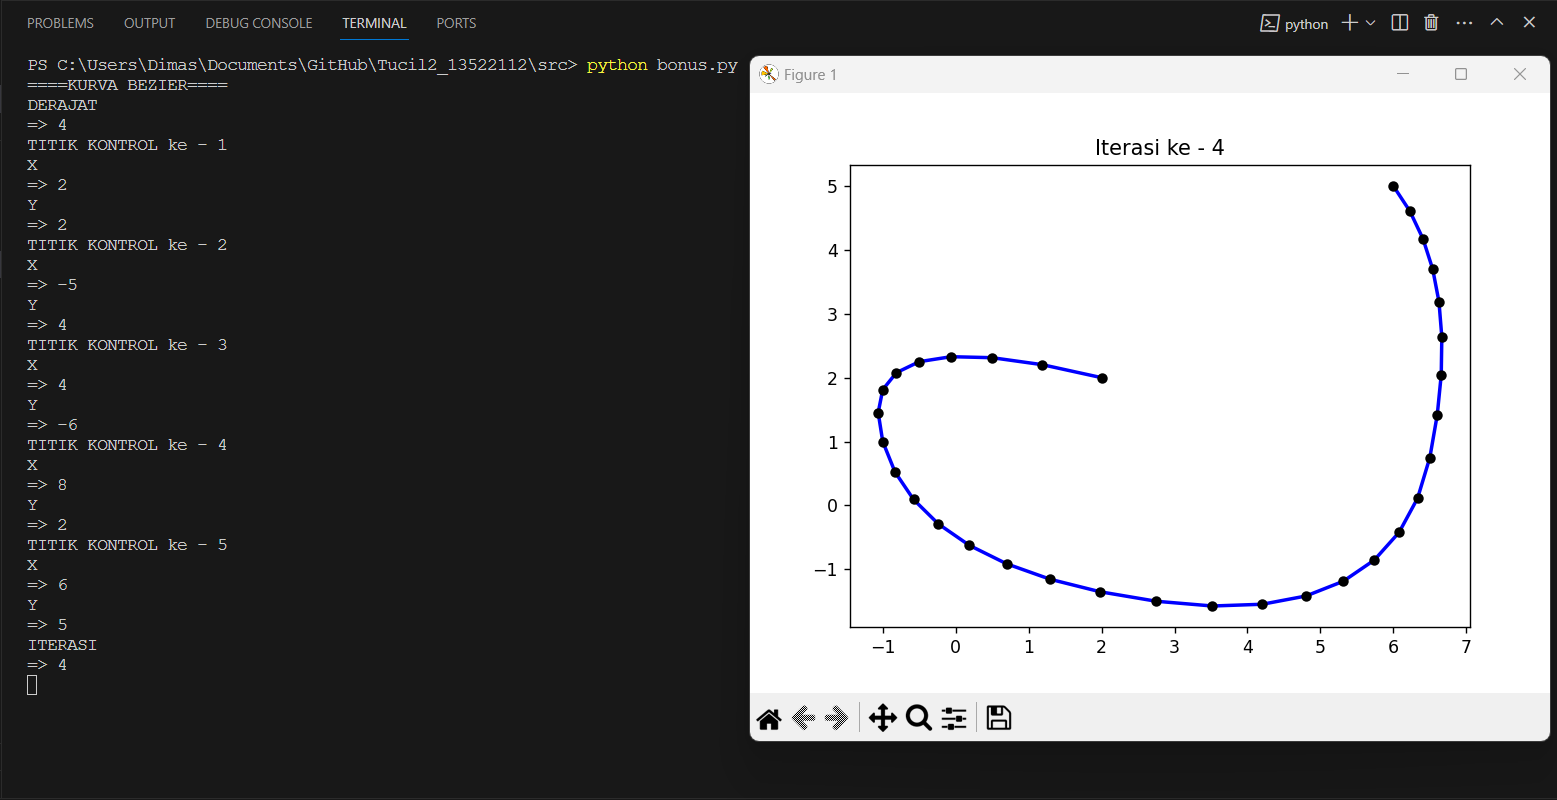 PROBLEMS OUTPUT DEBUG CONSOLE TERMINAL PORTS
python
PS C:\Users\Dimas\Documents\GitHub\Tucil2_13522112\src> python bonus.py
====KURVA BEZIER====
DERAJAT
=> 4
TITIK KONTROL ke - 1
X
=> 2
Y
=> 2
TITIK KONTROL ke - 2
X
=> -5
Y
=> 4
TITIK KONTROL ke - 3
X
=> 4
Y
=> -6
TITIK KONTROL ke - 4
X
=> 8
Y
=> 2
TITIK KONTROL ke - 5
X
=> 6
Y
=> 5
ITERASI
=> 4
Figure 1
Iterasi ke - 4
5
4
3
2
1
0
−1
−1 0 1 2 3 4 5 6 7